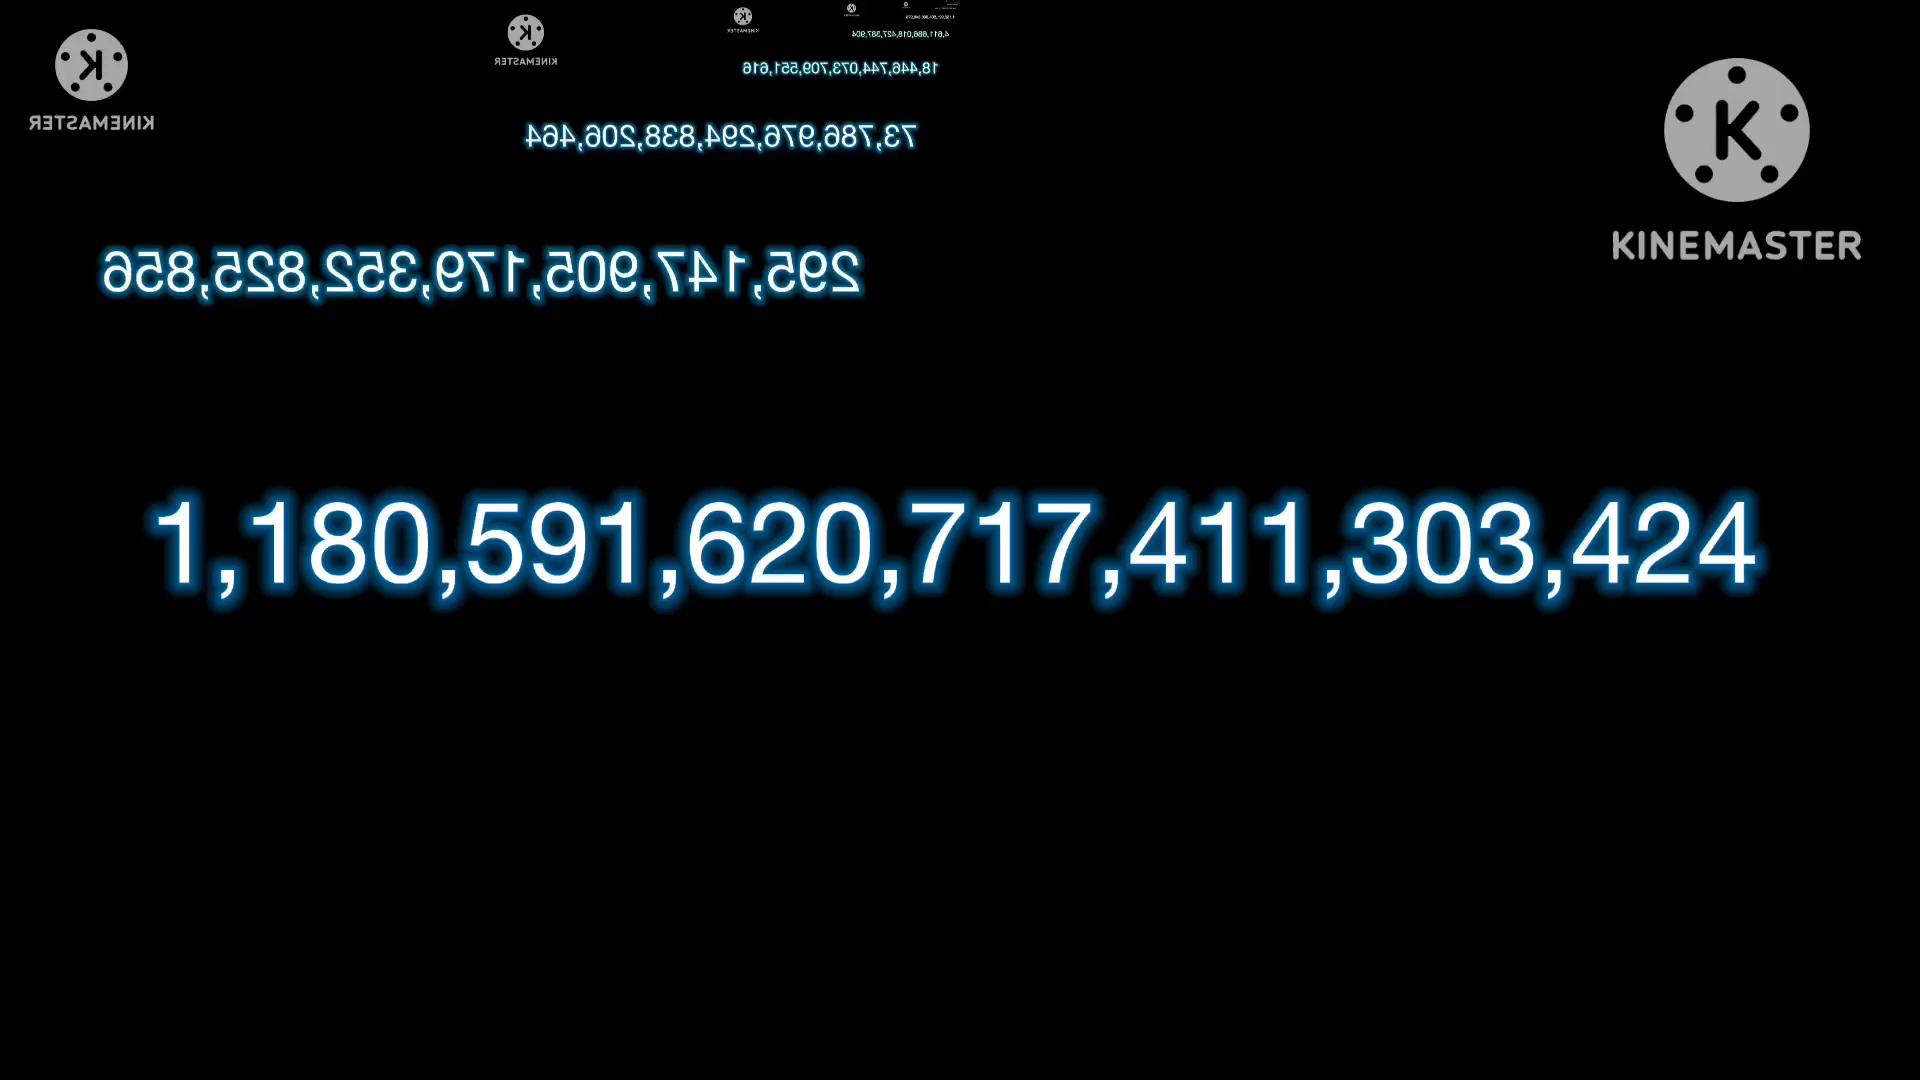 KINEMASTER
KINEMASTER
KINEMASTER
4,611,686,018,427,387,904
18,446,744,073,709,551,616
73,786,976,294,838,206,464
KINEMASTER
295,147,905,179,352,825,856
1,180,591,620,717,411,303,424